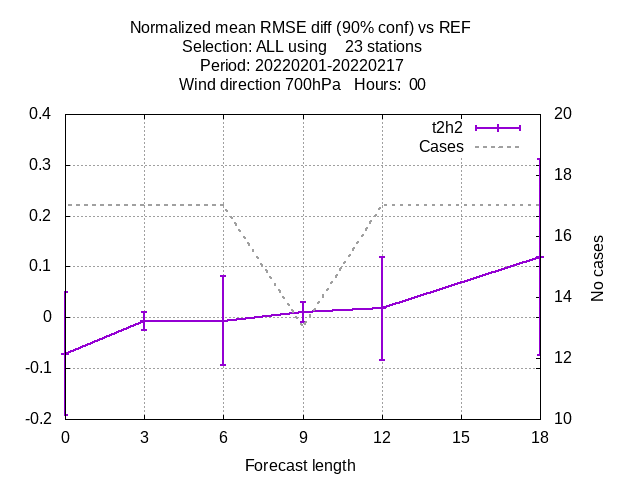 Normalized mean RMSE diff (90% conf) vs REF
Selection: ALL using    23 stations
Period: 20220201-20220217
Wind direction 700hPa   Hours:  00
0.4
0.3
0.2
0.1
0
-0.1
-0.2
t2h2
Cases
20
18
16
14
12
10
No cases
0 3 6 9 12 15 18
Forecast length